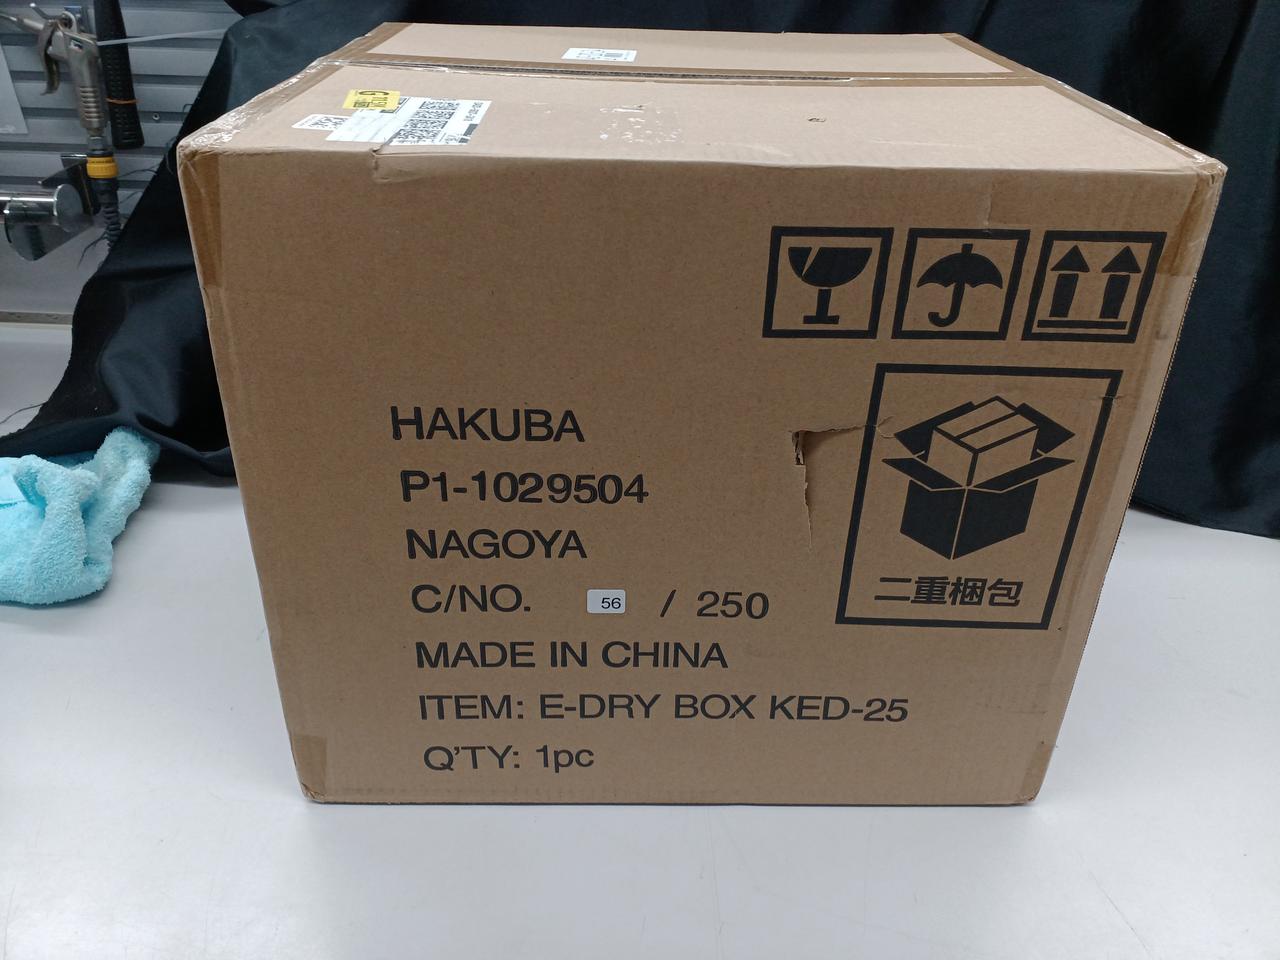 HAKUBA
P1-1029504
NAGOYA
C/NO. 56 / 250
MADE IN CHINA
ITEM: E-DRY BOX KED-25
Q'TY: 1pc
二重梱包